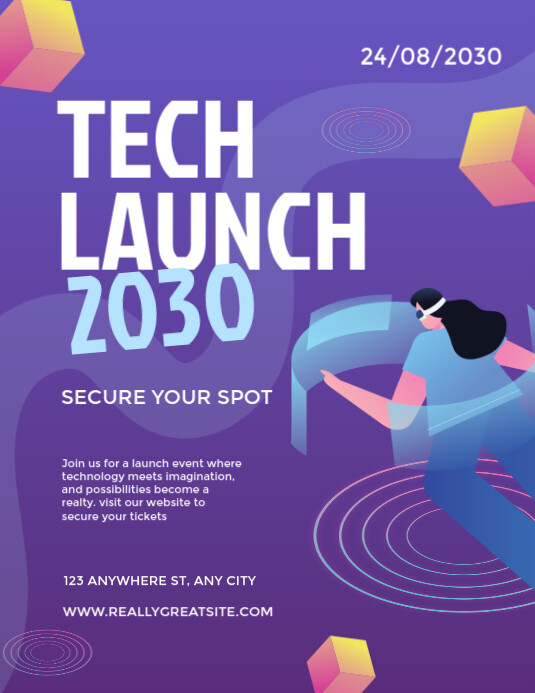 24/08/2030
TECH
LAUNCH
2030
SECURE YOUR SPOT
Join us for a launch event where
technology meets imagination,
and possibilities become a
realty. visit our website to
secure your tickets
123 ANYWHERE ST, ANY CITY
WWW.REALLYGREATSITE.COM